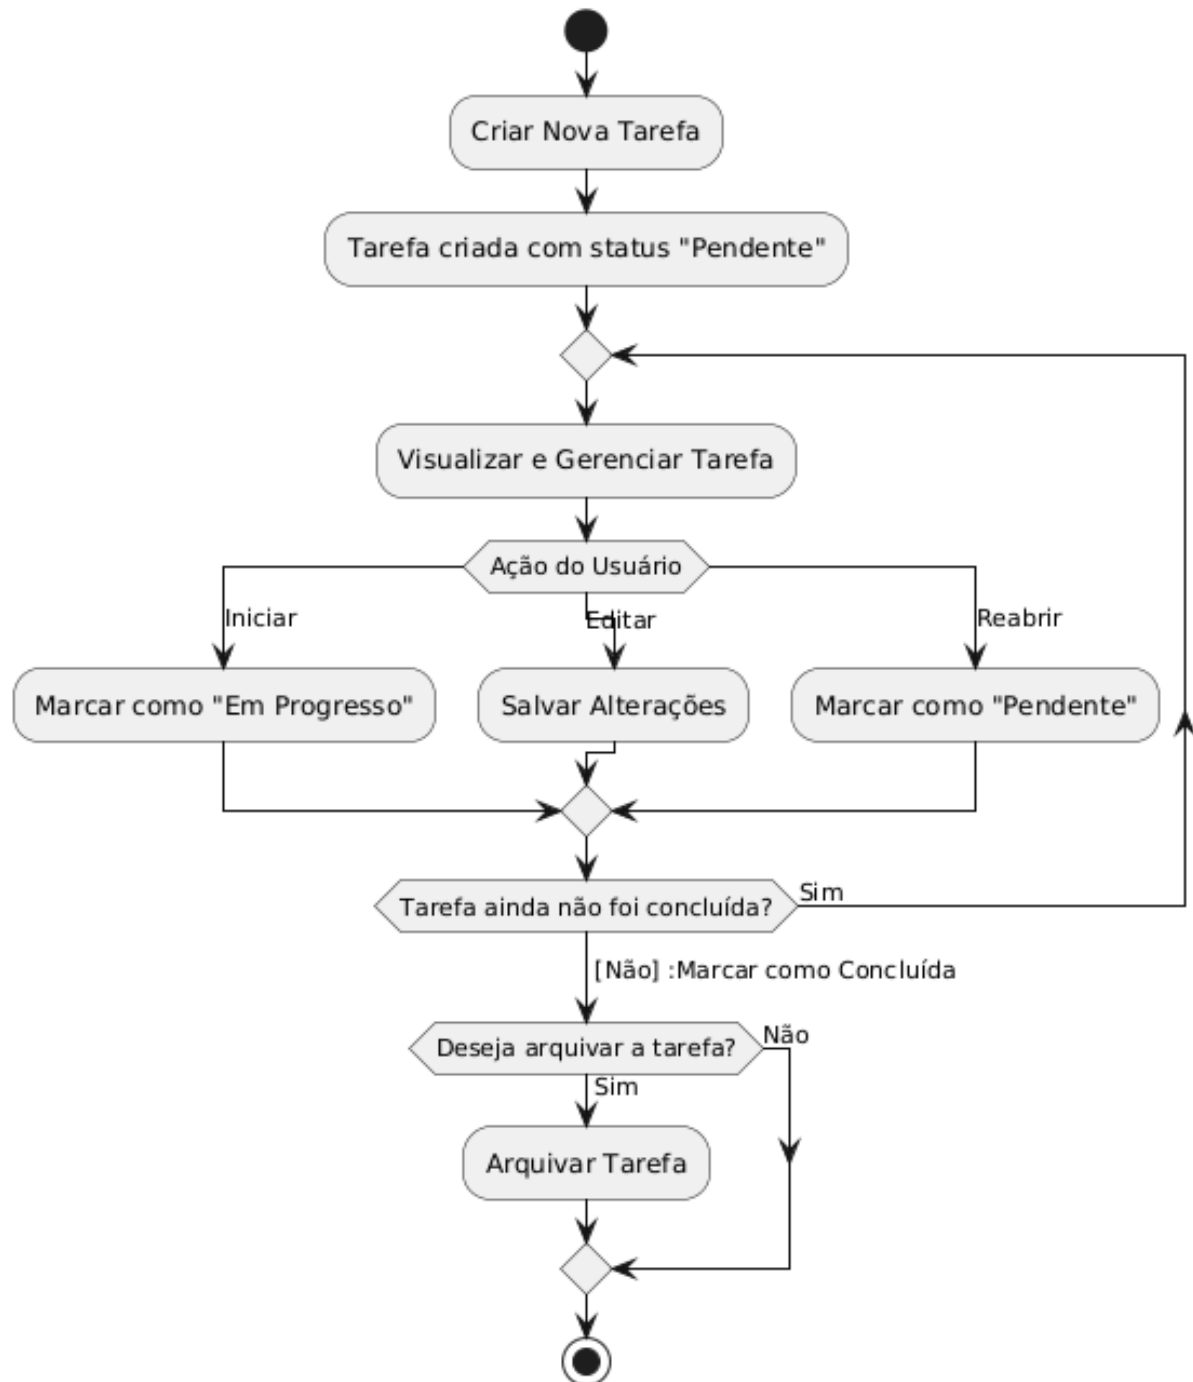 Criar Nova Tarefa
Tarefa criada com status "Pendente"
Visualizar e Gerenciar Tarefa
Ação do Usuário
Iniciar
Editar
Reabrir
Marcar como "Em Progresso"
Salvar Alterações
Marcar como "Pendente"
Tarefa ainda não foi concluída?
Sim
[Não] :Marcar como Concluída
Deseja arquivar a tarefa?
Não
Sim
Arquivar Tarefa